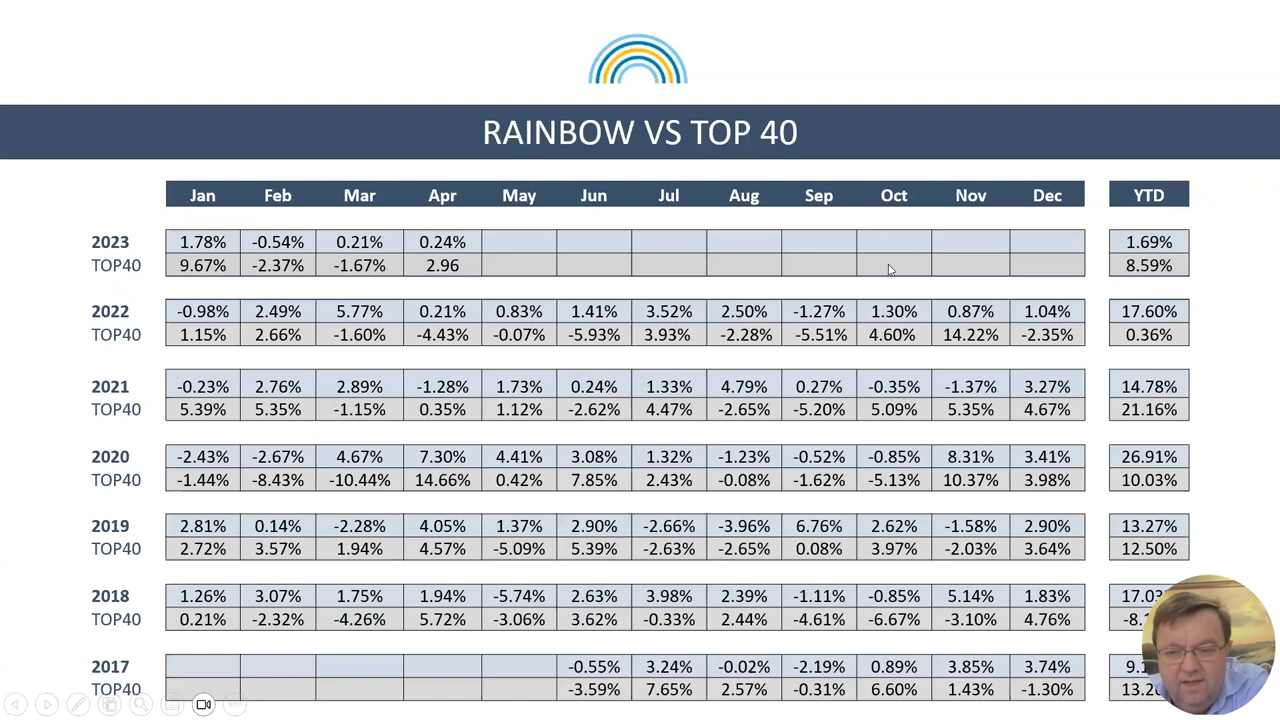 RAINBOW VS TOP 40
Jan Feb Mar Apr May Jun Jul Aug Sep Oct Nov Dec YTD
2023 1.78% -0.54% 0.21% 0.24% 1.69%
TOP40 9.67% -2.37% -1.67% 2.96 8.59%
2022 -0.98% 2.49% 5.77% 0.21% 0.83% 1.41% 3.52% 2.50% -1.27% 1.30% 0.87% 1.04% 17.60%
TOP40 1.15% 2.66% -1.60% -4.43% -0.07% -5.93% 3.93% -2.28% -5.51% 4.60% 14.22% -2.35% 0.36%
2021 -0.23% 2.76% 2.89% -1.28% 1.73% 0.24% 1.33% 4.79% 0.27% -0.35% -1.37% 3.27% 14.78%
TOP40 5.39% 5.35% -1.15% 0.35% 1.12% -2.62% 4.47% -2.65% -5.20% 5.09% 5.35% 4.67% 21.16%
2020 -2.43% -2.67% 4.67% 7.30% 4.41% 3.08% 1.32% -1.23% -0.52% -0.85% 8.31% 3.41% 26.91%
TOP40 -1.44% -8.43% -10.44% 14.66% 0.42% 7.85% 2.43% -0.08% -1.62% -5.13% 10.37% 3.98% 10.03%
2019 2.81% 0.14% -2.28% 4.05% 1.37% 2.90% -2.66% -3.96% 6.76% 2.62% -1.58% 2.90% 13.27%
TOP40 2.72% 3.57% 1.94% 4.57% -5.09% 5.39% -2.63% -2.65% 0.08% 3.97% -2.03% 3.64% 12.50%
2018 1.26% 3.07% 1.75% 1.94% -5.74% 2.63% 3.98% 2.39% -1.11% -0.85% 5.14% 1.83%
TOP40 0.21% -2.32% -4.26% 5.72% -3.06% 3.62% -0.33% 2.44% -4.61% -6.67% -3.10% 4.76%
2017 -0.55% 3.24% -0.02% -2.19% 0.89% 3.85% 3.74%
TOP40 -3.59% 7.65% 2.57% -0.31% 6.60% 1.43% -1.30%